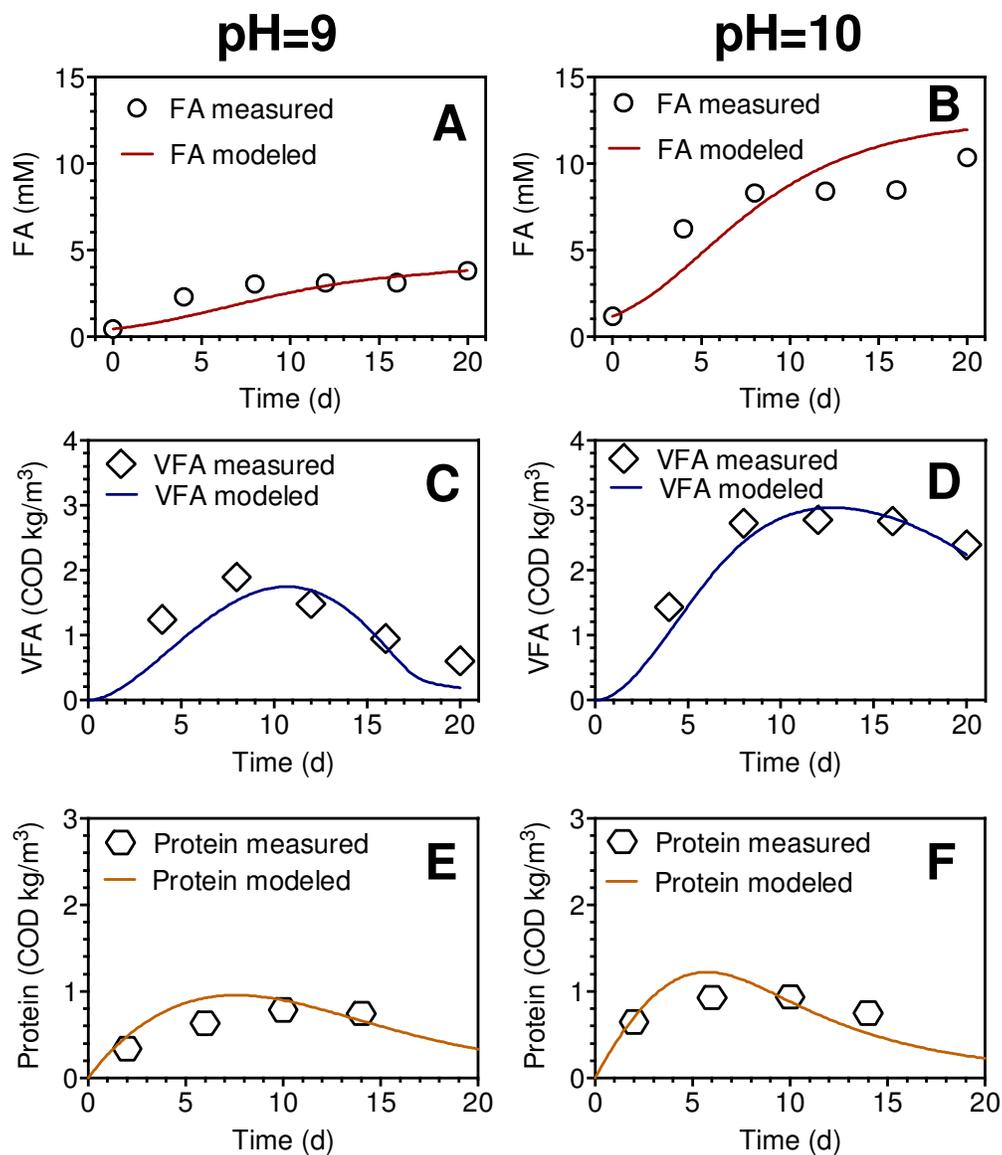 pH=9
pH=10
15
10
5
0
FA (mM)
FA measured
FA modeled
A
0 5 10 15 20
Time (d)
15
10
5
0
FA (mM)
FA measured
FA modeled
B
0 5 10 15 20
Time (d)
4
3
2
1
0
VFA (COD kg/m³)
VFA measured
VFA modeled
C
0 5 10 15 20
Time (d)
4
3
2
1
0
VFA (COD kg/m³)
VFA measured
VFA modeled
D
0 5 10 15 20
Time (d)
3
2
1
0
Protein (COD kg/m³)
Protein measured
Protein modeled
E
0 5 10 15 20
Time (d)
3
2
1
0
Protein (COD kg/m³)
Protein measured
Protein modeled
F
0 5 10 15 20
Time (d)